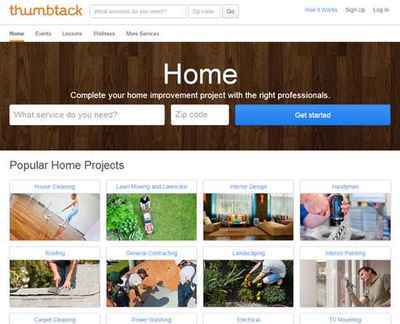 thumbtack What services do you need? Zip code Go How it Works Sign Up Log In
Home Events Lessons Wellness More Services
Home
Complete your home improvement project with the right professionals.
What service do you need? Zip code Get started
Popular Home Projects
House Cleaning Lawn Mowing and Lawncare Interior Design Handyman
Roofing General Contracting Landscaping Interior Painting
Carpet Cleaning Power Washing Electrical TV Mounting